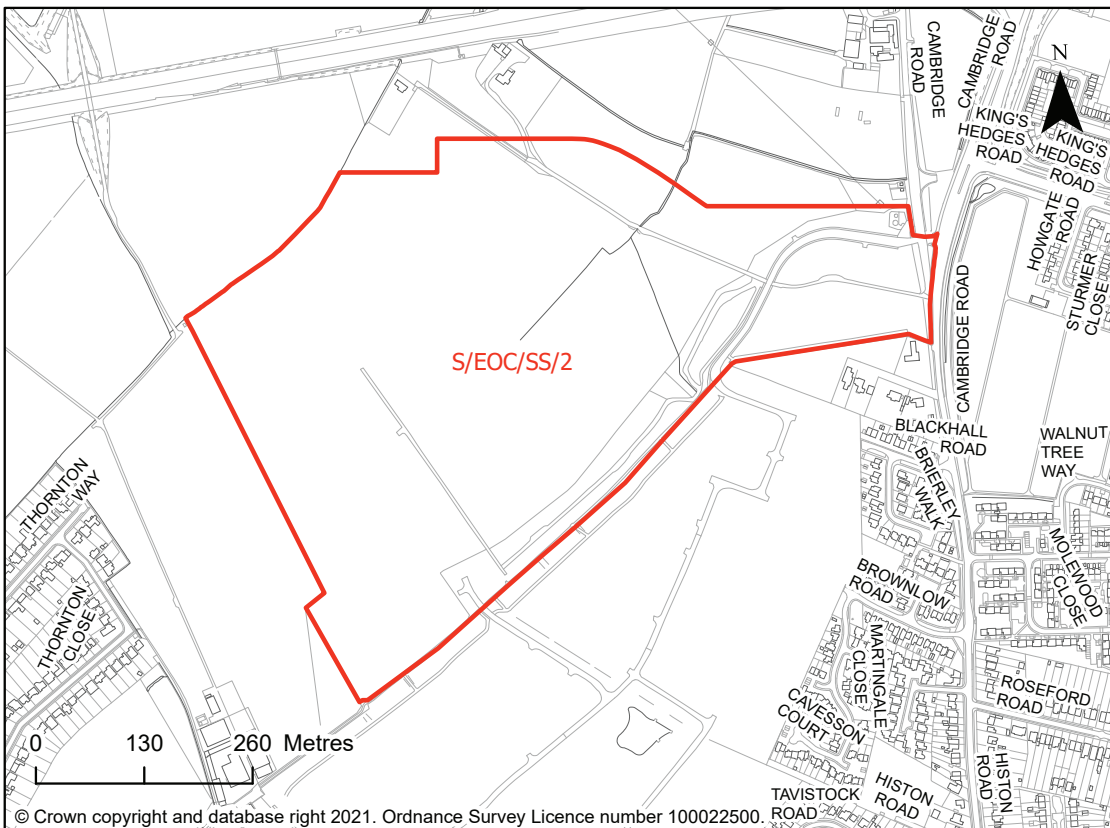 CAMBRIDGE
ROAD
CAMBRIDGE
ROAD
N
KING'S
HEDGES
ROAD
KING'S
HEDGES
ROAD
HOWGATE
ROAD
STURMER
CLOSE
S/EOC/SS/2
CAMBRIDGE ROAD
BLACKHALL
ROAD
WALNUT
TREE
WAY
BRIERLEY
WALK
THORNTON
WAY
MOLEWOOD
CLOSE
BROWNLOW
ROAD
THORNTON
CLOSE
MARTINGALE
CLOSE
ROSEFORD
ROAD
CAVESSON
COURT
HISTON
ROAD
HISTON
ROAD
TAVISTOCK
ROAD
0 130 260 Metres
© Crown copyright and database right 2021. Ordnance Survey Licence number 100022500.